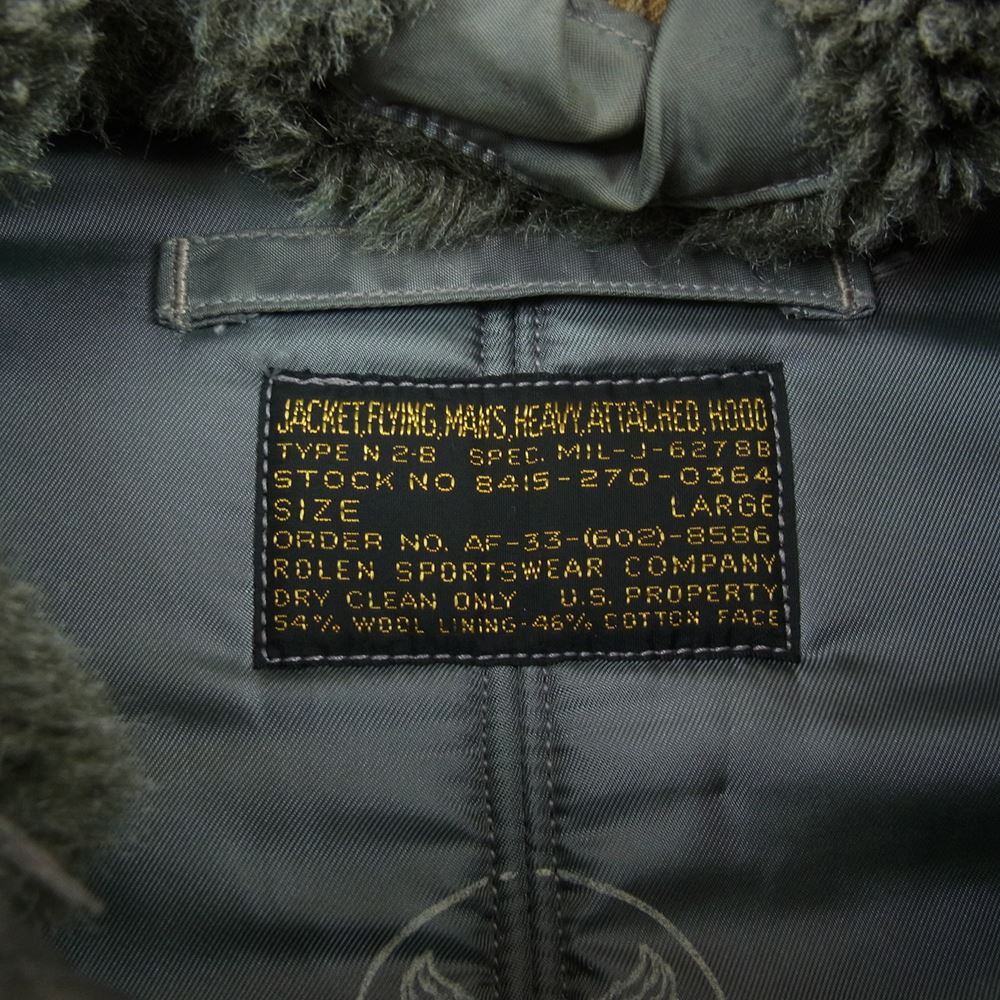 JACKET,FLYING,MAN'S,HEAVY,ATTACHED,HOOD
TYPE N 2-B SPEC. MIL-J-6278B
STOCK NO 8415-270-0364
SIZE LARGE
ORDER NO. AF-33-(602)-8586
ROLEN SPORTSWEAR COMPANY
DRY CLEAN ONLY U.S. PROPERTY
54% WOOL LINING-46% COTTON FACE